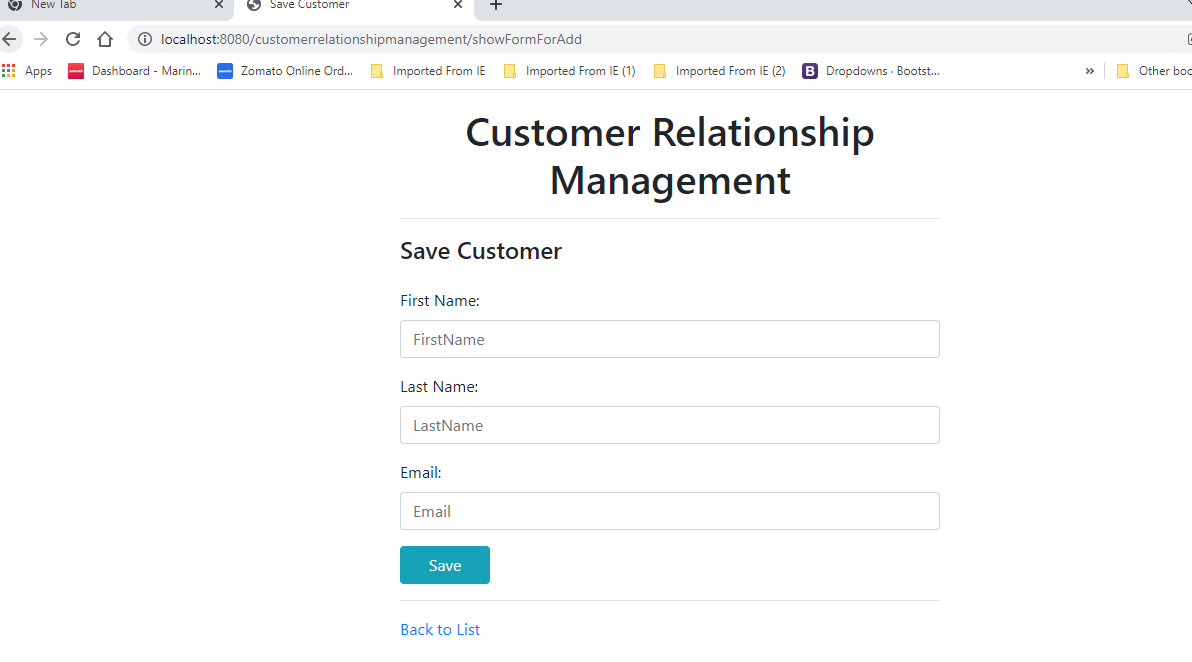 New Tab
Save Customer
localhost:8080/customerrelationshipmanagement/showFormForAdd
Apps Dashboard - Marin... Zomato Online Ord... Imported From IE Imported From IE (1) Imported From IE (2) B Dropdowns · Bootst... » Other boo
Customer Relationship
Management
Save Customer
First Name:
FirstName
Last Name:
LastName
Email:
Email
Save
Back to List